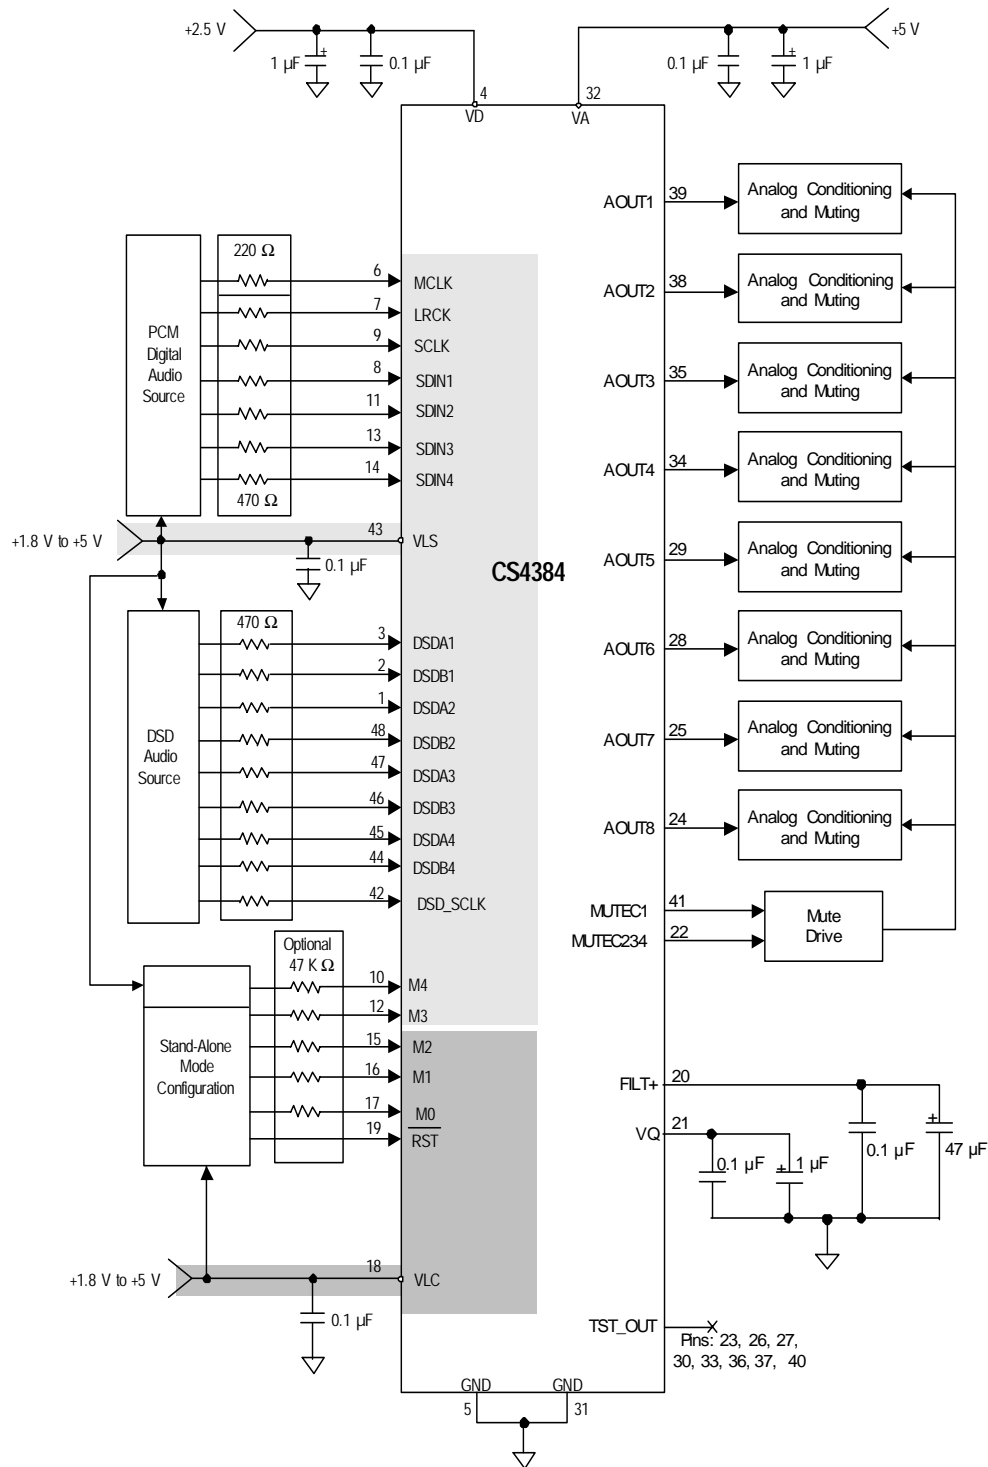 +2.5 V
1 µF
+
0.1 µF
4
VD
+5 V
0.1 µF
+
1 µF
32
VA
PCM
Digital
Audio
Source
220 Ω
470 Ω
6
MCLK
7
LRCK
9
SCLK
8
SDIN1
11
SDIN2
13
SDIN3
14
SDIN4
+1.8 V to +5 V
43
VLS
0.1 µF
CS4384
DSD
Audio
Source
470 Ω
3
DSDA1
2
DSDB1
1
DSDA2
48
DSDB2
47
DSDA3
46
DSDB3
45
DSDA4
44
DSDB4
42
DSD_SCLK
Stand-Alone
Mode
Configuration
Optional
47 K Ω
10
M4
12
M3
15
M2
16
M1
17
M0
19
RST
+1.8 V to +5 V
18
VLC
0.1 µF
AOUT1
39
Analog Conditioning
and Muting
AOUT2
38
Analog Conditioning
and Muting
AOUT3
35
Analog Conditioning
and Muting
AOUT4
34
Analog Conditioning
and Muting
AOUT5
29
Analog Conditioning
and Muting
AOUT6
28
Analog Conditioning
and Muting
AOUT7
25
Analog Conditioning
and Muting
AOUT8
24
Analog Conditioning
and Muting
MUTEC1
41
MUTEC234
22
Mute
Drive
FILT+
20
VQ
21
0.1 µF
+
1 µF
0.1 µF
+
47 µF
TST_OUT
Pins: 23, 26, 27,
30, 33, 36, 37, 40
GND
5
GND
31